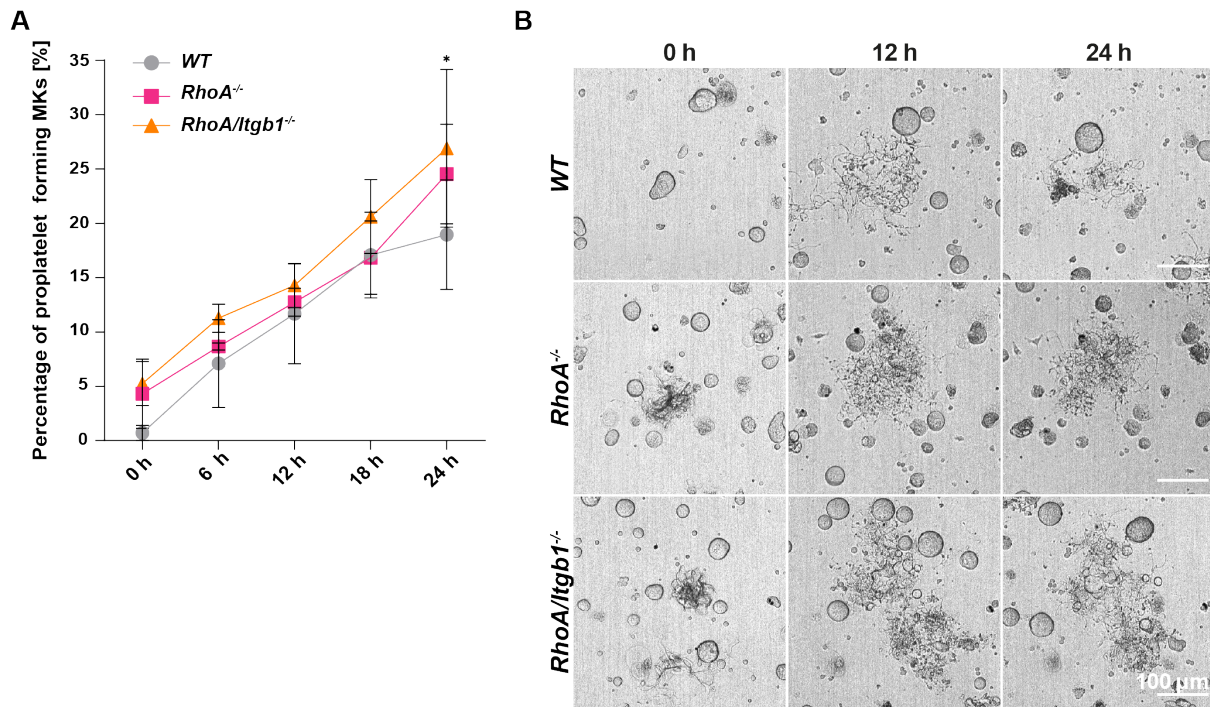 A
Percentage of proplatelet forming MKs [%]
35
30
25
20
15
10
5
0
0 h
6 h
12 h
18 h
24 h
WT
RhoA-/-
RhoA/Itgb1-/-
*
B
0 h
12 h
24 h
WT
RhoA-/-
RhoA/Itgb1-/-
100 µm